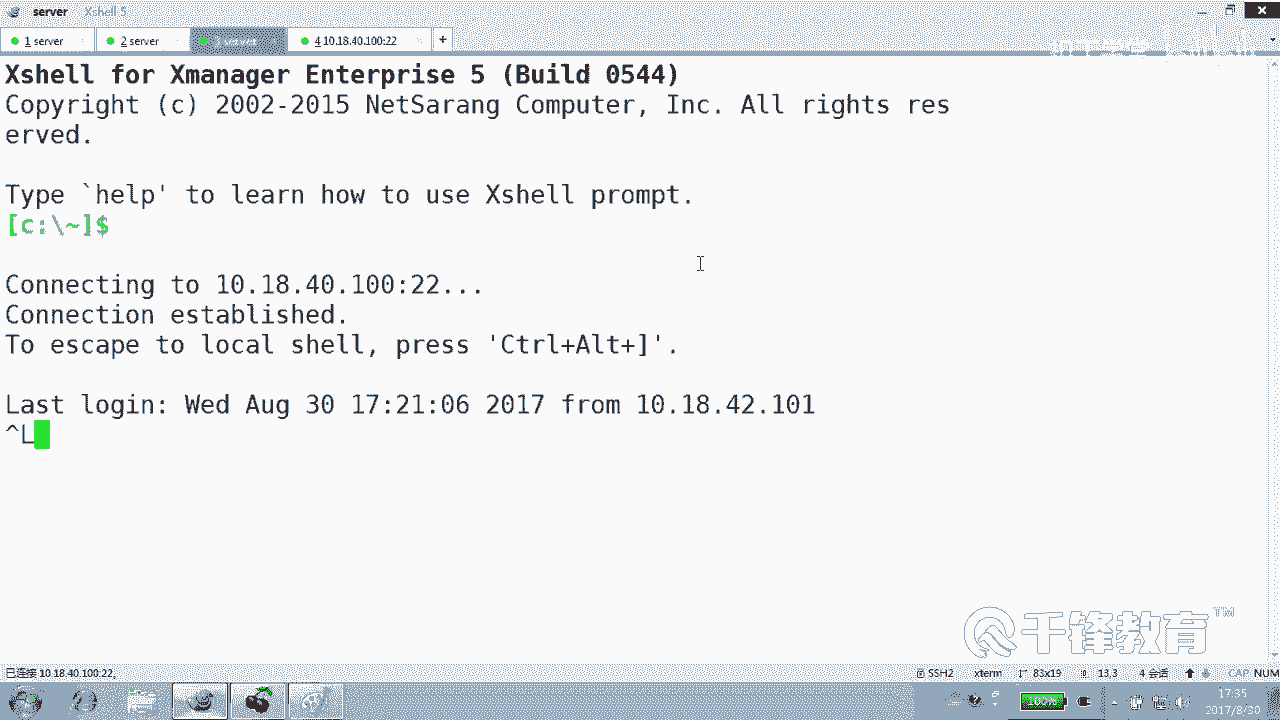 server Xshell 5
1 server 2 server 3 server 4 10.18.40.100:22 +
Xshell for Xmanager Enterprise 5 (Build 0544)
Copyright (c) 2002-2015 NetSarang Computer, Inc. All rights res
erved.
Type `help' to learn how to use Xshell prompt.
[c:\~]$
Connecting to 10.18.40.100:22...
Connection established.
To escape to local shell, press 'Ctrl+Alt+]'.
Last login: Wed Aug 30 17:21:06 2017 from 10.18.42.101
^L
千锋教育™
已连接 10.18.40.100:22。 SSH2 xterm 83x19 13,3 4 会话 CAP NUM
100% 17:35
2017/8/30